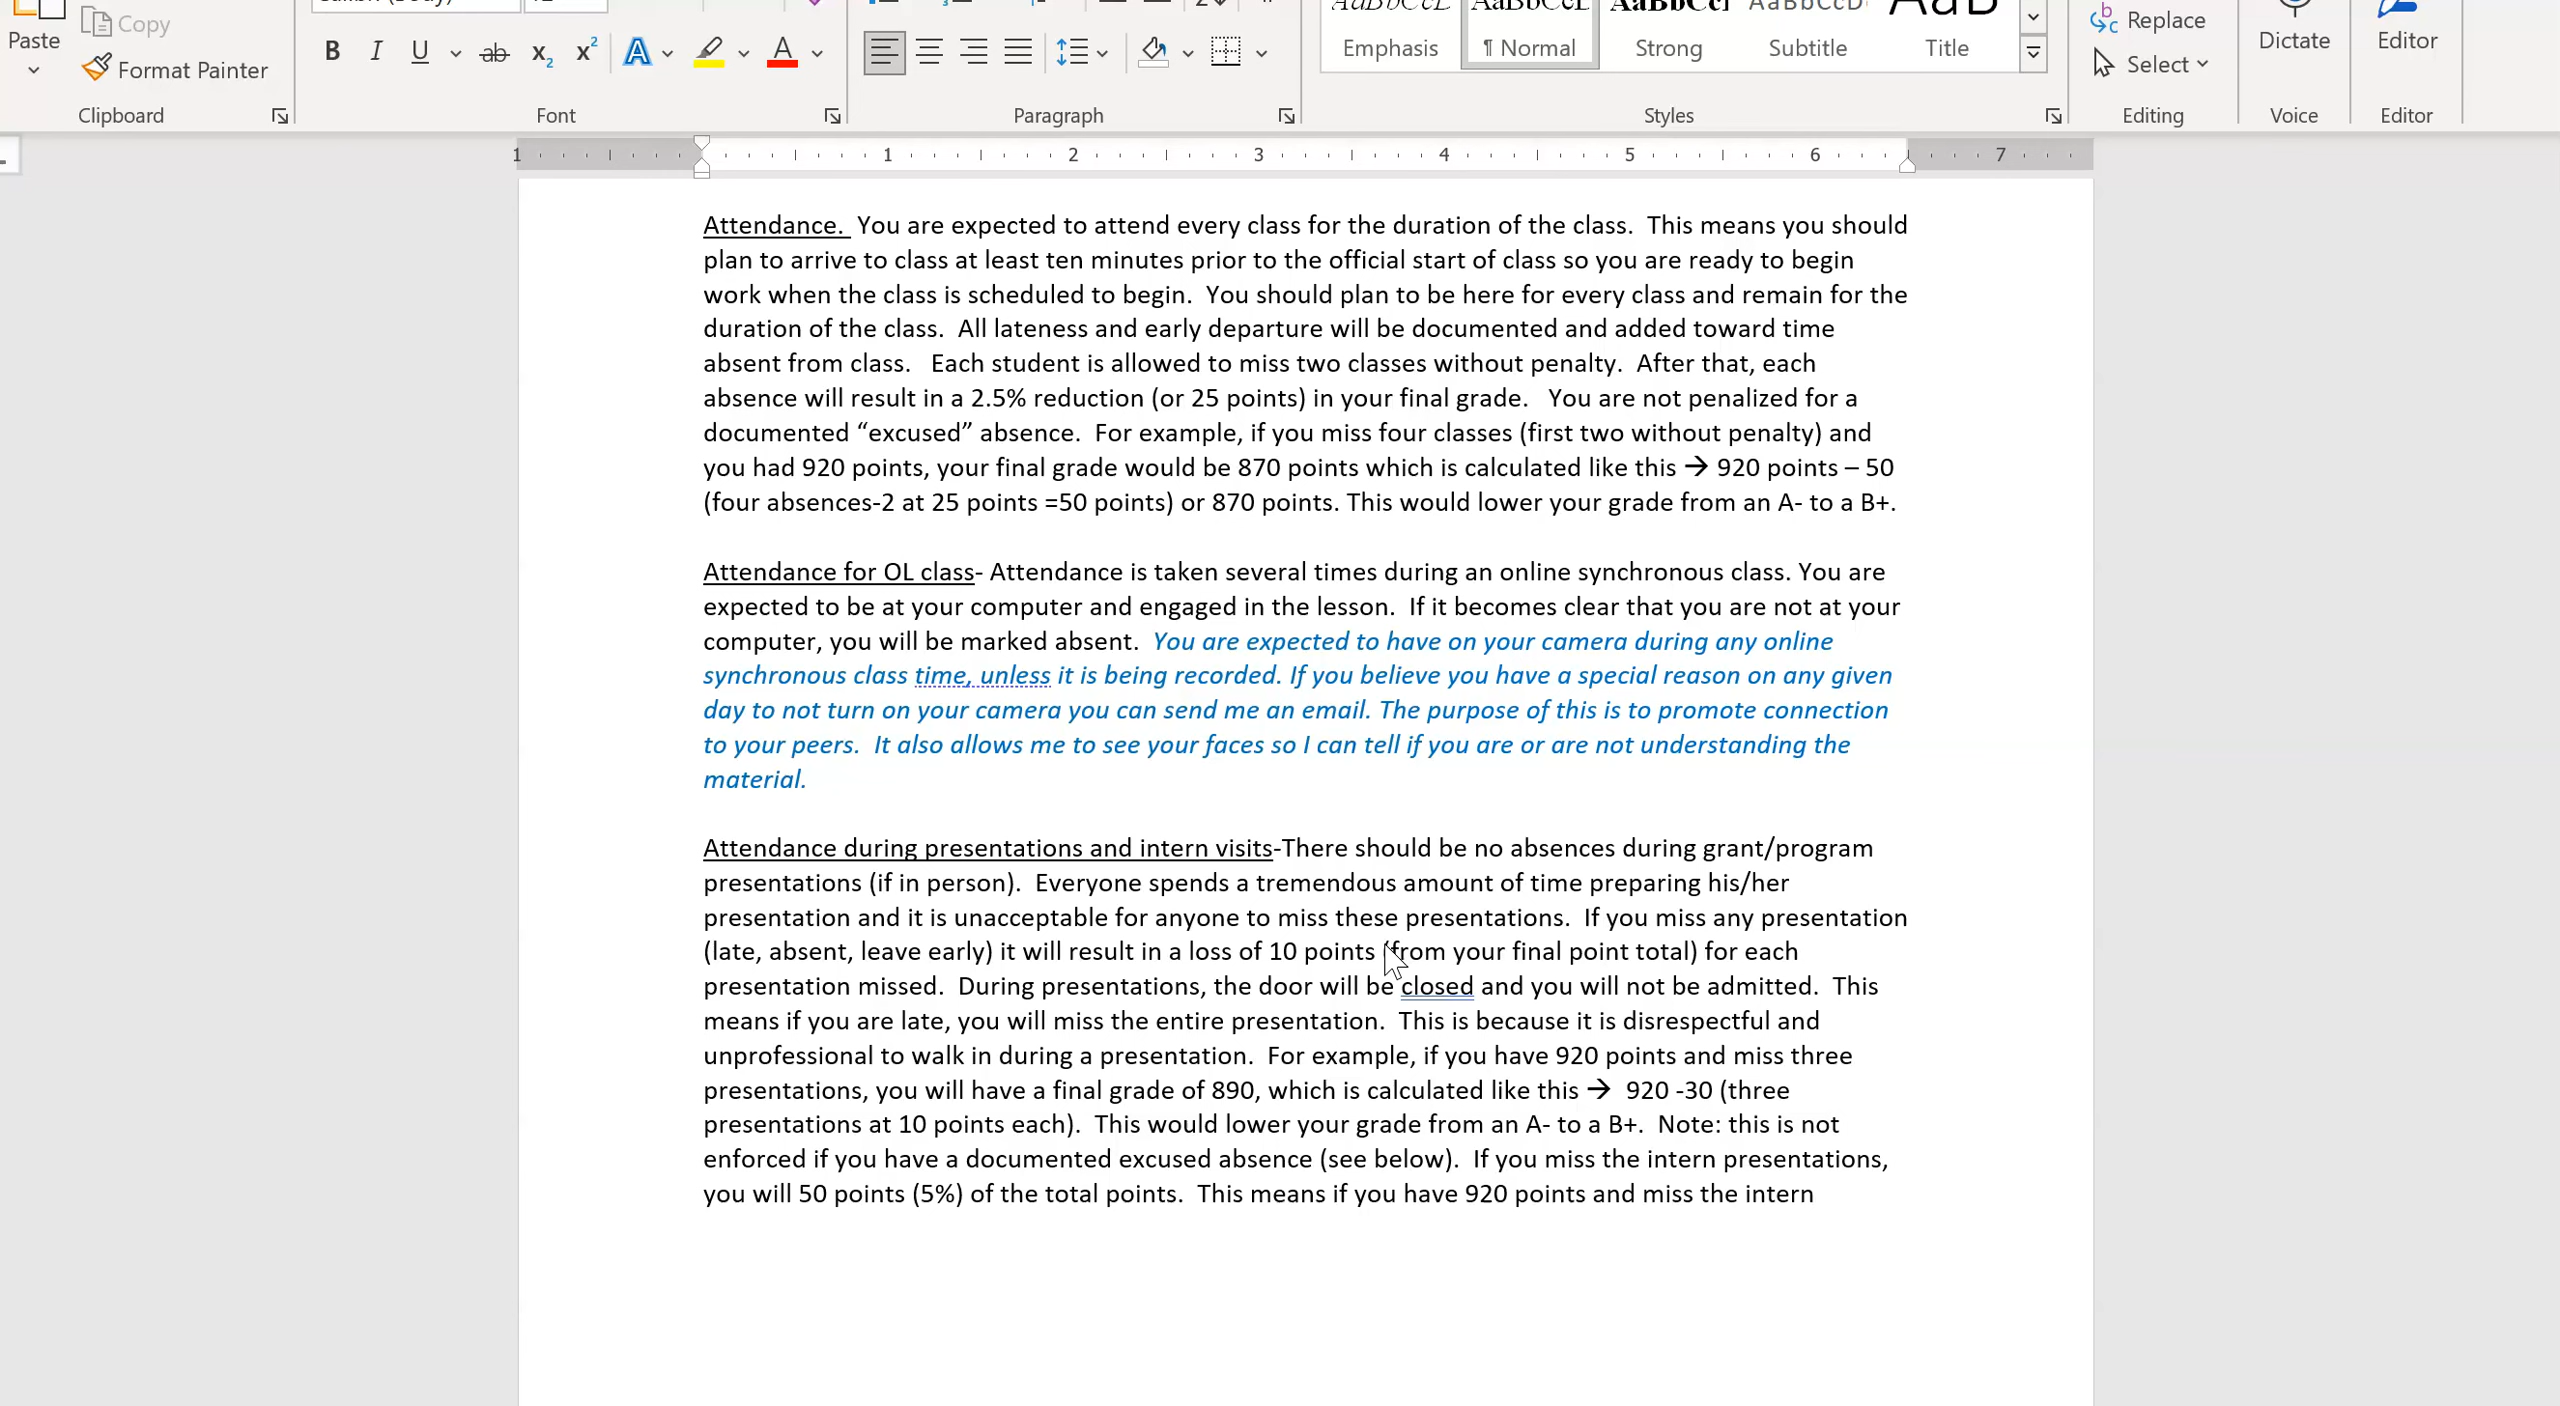 Paste
Copy
Format Painter
Clipboard
B I U ab x2 x2 A A
Font
Paragraph
AaBbCcD
Emphasis
¶ Normal
Strong
Subtitle
Title
Styles
Replace
Select
Editing
Dictate
Voice
Editor
Editor
1 1 2 3 4 5 6 7
Attendance.  You are expected to attend every class for the duration of the class.  This means you should
plan to arrive to class at least ten minutes prior to the official start of class so you are ready to begin
work when the class is scheduled to begin.  You should plan to be here for every class and remain for the
duration of the class.  All lateness and early departure will be documented and added toward time
absent from class.   Each student is allowed to miss two classes without penalty.  After that, each
absence will result in a 2.5% reduction (or 25 points) in your final grade.   You are not penalized for a
documented “excused” absence.  For example, if you miss four classes (first two without penalty) and
you had 920 points, your final grade would be 870 points which is calculated like this → 920 points – 50
(four absences-2 at 25 points =50 points) or 870 points. This would lower your grade from an A- to a B+.
Attendance for OL class- Attendance is taken several times during an online synchronous class. You are
expected to be at your computer and engaged in the lesson.  If it becomes clear that you are not at your
computer, you will be marked absent.  You are expected to have on your camera during any online
synchronous class time, unless it is being recorded. If you believe you have a special reason on any given
day to not turn on your camera you can send me an email. The purpose of this is to promote connection
to your peers.  It also allows me to see your faces so I can tell if you are or are not understanding the
material.
Attendance during presentations and intern visits-There should be no absences during grant/program
presentations (if in person).  Everyone spends a tremendous amount of time preparing his/her
presentation and it is unacceptable for anyone to miss these presentations.  If you miss any presentation
(late, absent, leave early) it will result in a loss of 10 points (from your final point total) for each
presentation missed.  During presentations, the door will be closed and you will not be admitted.  This
means if you are late, you will miss the entire presentation.  This is because it is disrespectful and
unprofessional to walk in during a presentation.  For example, if you have 920 points and miss three
presentations, you will have a final grade of 890, which is calculated like this →  920 -30 (three
presentations at 10 points each).  This would lower your grade from an A- to a B+.  Note: this is not
enforced if you have a documented excused absence (see below).  If you miss the intern presentations,
you will 50 points (5%) of the total points.  This means if you have 920 points and miss the intern